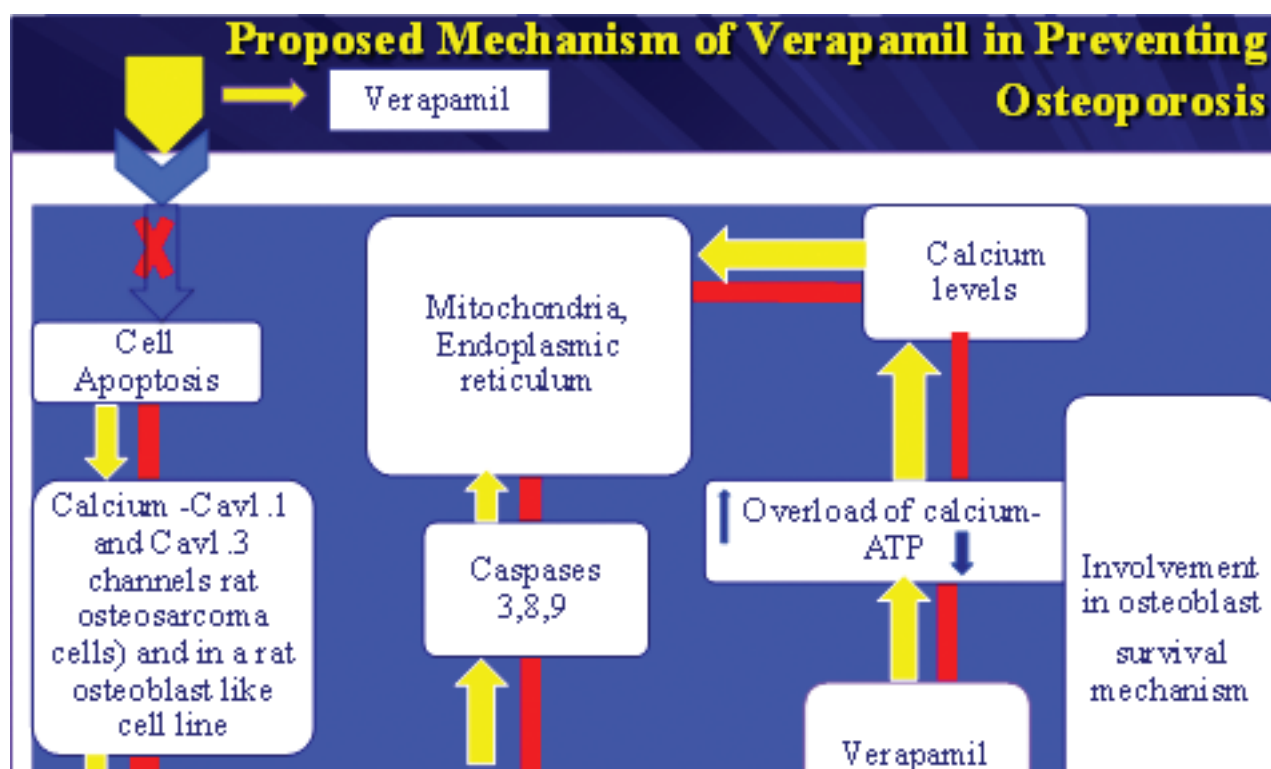 Proposed Mechanism of Verapamil in Preventing
Osteoporosis
Verapamil
Cell
Apoptosis
Calcium -Cav1.1
and Cav1.3
channels rat
osteosarcoma
cells) and in a rat
osteoblast like
cell line
Mitochondria,
Endoplasmic
reticulum
Caspases
3,8,9
Calcium
levels
Overload of calcium-
ATP
Verapamil
Involvement
in osteoblast
survival
mechanism